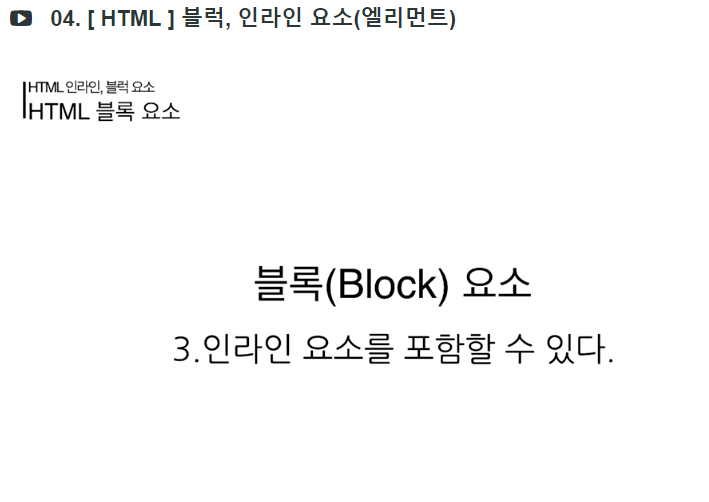 04. [ HTML ] 블럭, 인라인 요소(엘리먼트)
HTML 인라인, 블럭 요소
HTML 블록 요소
블록(Block) 요소
3.인라인 요소를 포함할 수 있다.